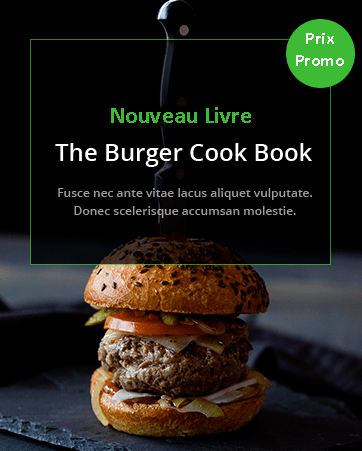 Prix
Promo
Nouveau Livre
The Burger Cook Book
Fusce nec ante vitae lacus aliquet vulputate.
Donec scelerisque accumsan molestie.